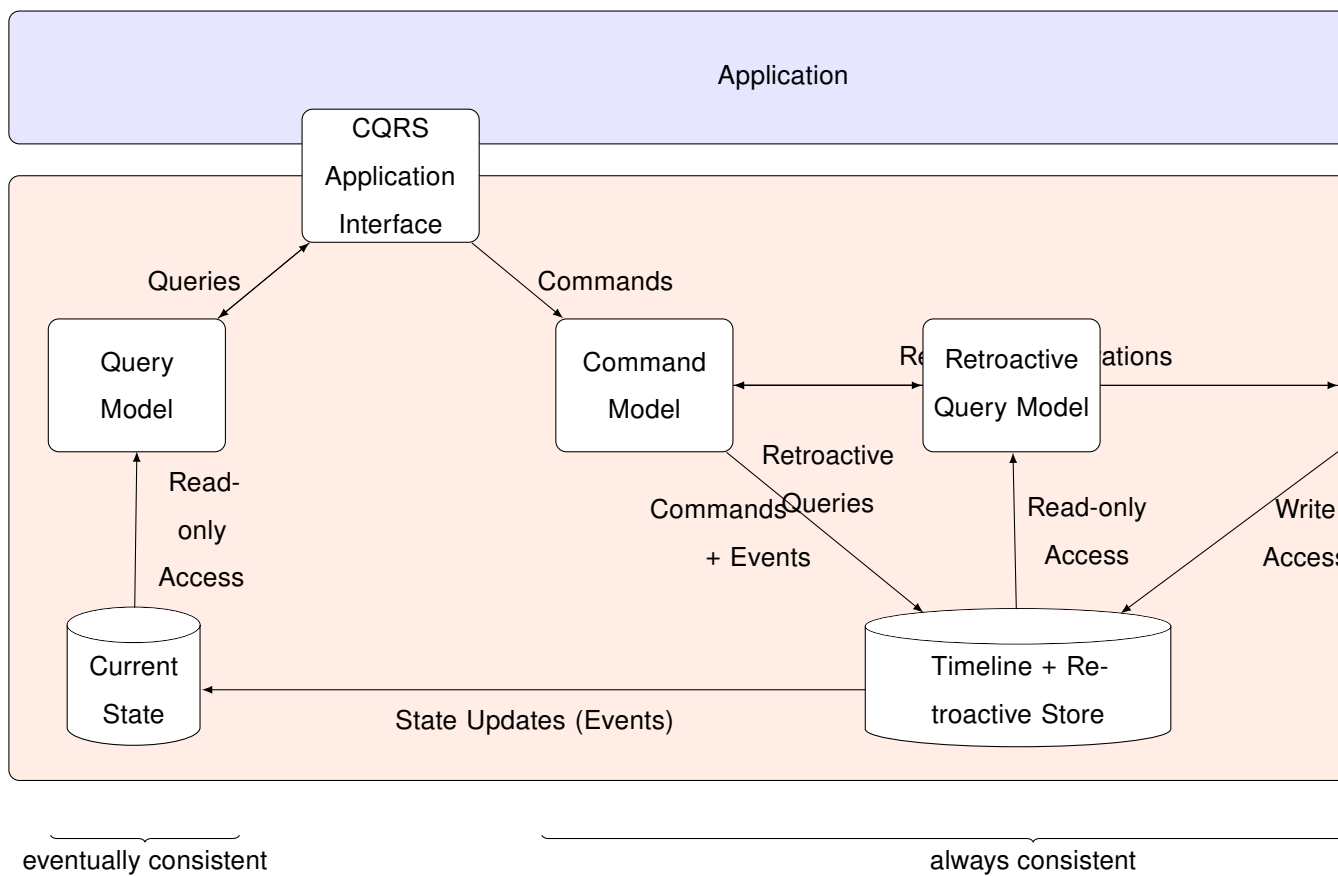 Application
CQRS
Application
Interface
Queries
Commands
Query
Model
Command
Model
Re
Retroactive
Query Model
ations
Read-
only
Access
Retroactive
Queries
Commands
+ Events
Read-only
Access
Write
Access
Current
State
State Updates (Events)
Timeline + Re-
troactive Store
eventually consistent
always consistent